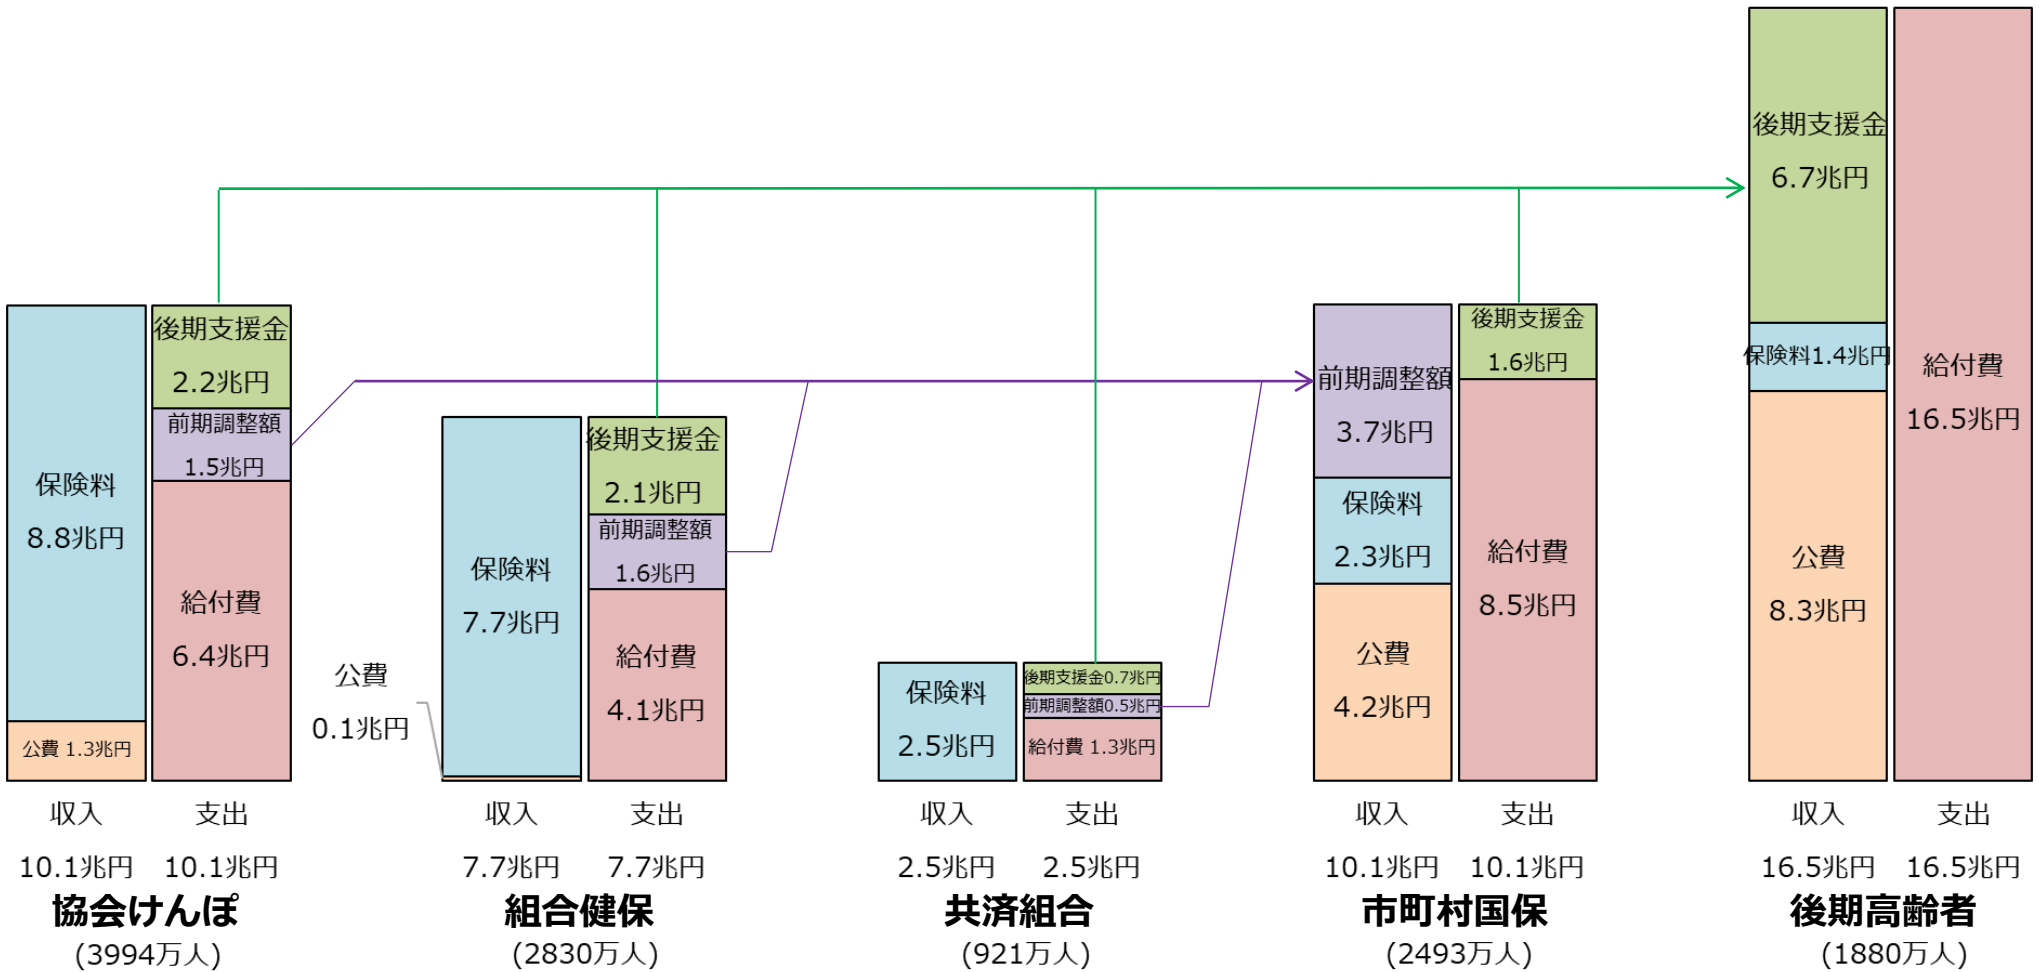 保険料
8.8兆円
公費 1.3兆円
後期支援金
2.2兆円
前期調整額
1.5兆円
給付費
6.4兆円
収入
支出
10.1兆円
10.1兆円
協会けんぽ
(3994万人)
保険料
7.7兆円
公費
0.1兆円
後期支援金
2.1兆円
前期調整額
1.6兆円
給付費
4.1兆円
収入
支出
7.7兆円
7.7兆円
組合健保
(2830万人)
保険料
2.5兆円
後期支援金0.7兆円
前期調整額0.5兆円
給付費 1.3兆円
収入
支出
2.5兆円
2.5兆円
共済組合
(921万人)
前期調整額
3.7兆円
保険料
2.3兆円
公費
4.2兆円
後期支援金
1.6兆円
給付費
8.5兆円
収入
支出
10.1兆円
10.1兆円
市町村国保
(2493万人)
後期支援金
6.7兆円
保険料1.4兆円
公費
8.3兆円
給付費
16.5兆円
収入
支出
16.5兆円
16.5兆円
後期高齢者
(1880万人)